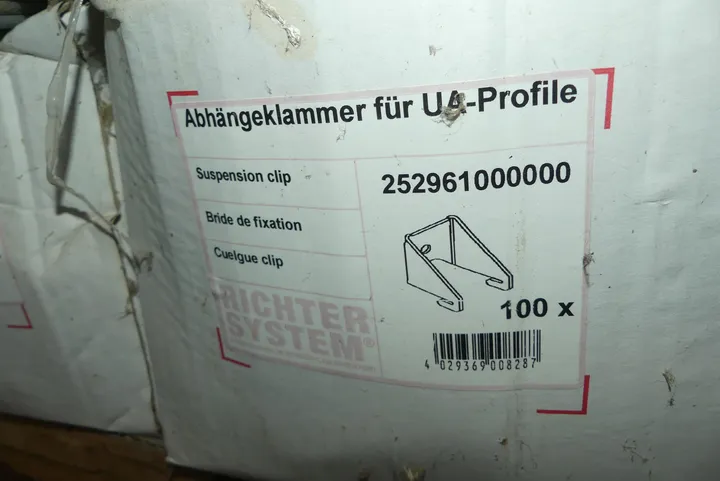 Abhängeklammer für UA-Profile
Suspension clip
252961000000
Bride de fixation
Cuelgue clip
RICHTER
SYSTEM®
100 x
4 029369 008287